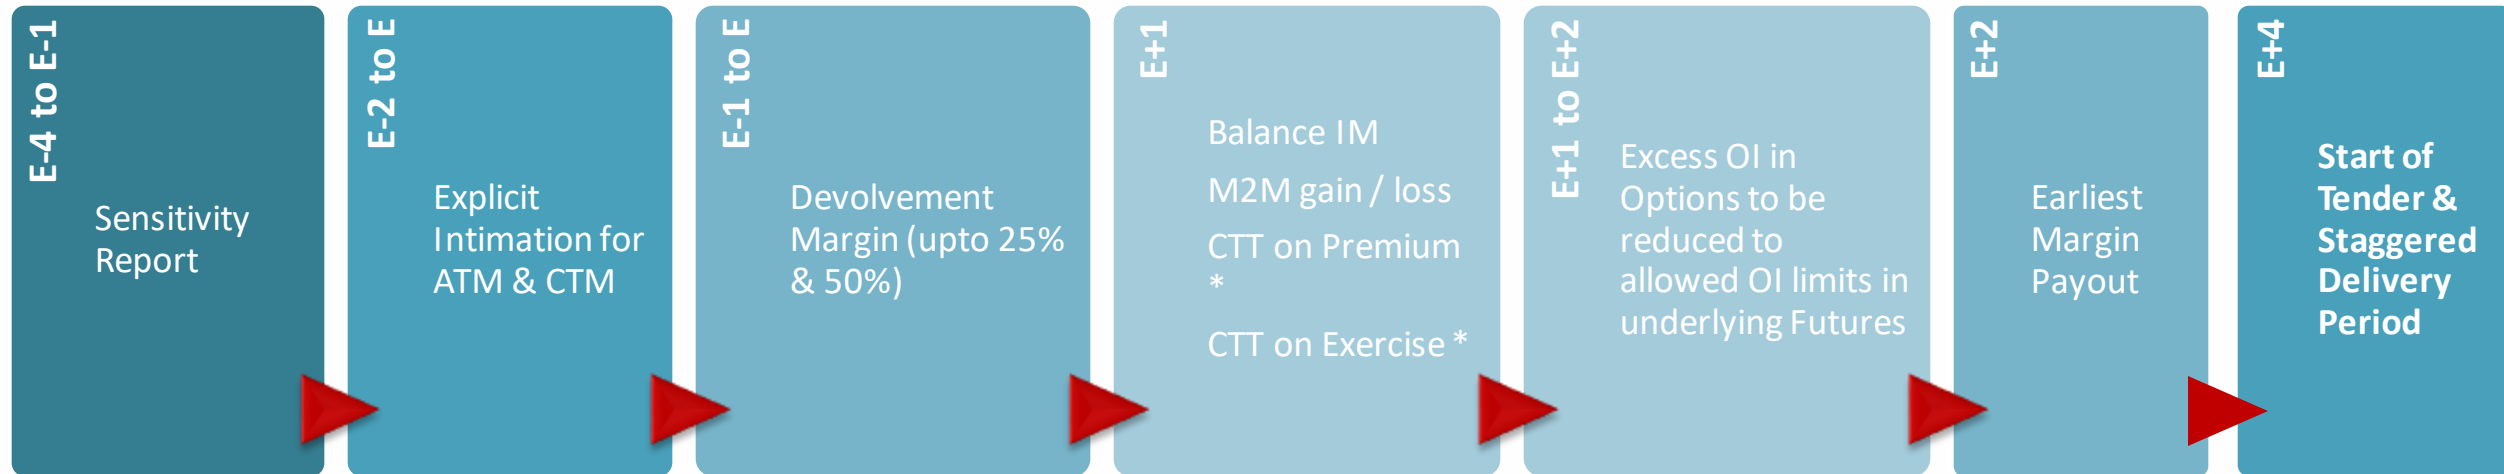 E-4 to E-1
Sensitivity
Report
E-2 to E
Explicit
Intimation for
ATM & CTM
E-1 to E
Devolvement
Margin (upto 25%
& 50%)
E+1
Balance IM
M2M gain / loss
CTT on Premium
*
CTT on Exercise *
E+1 to E+2
Excess OI in
Options to be
reduced to
allowed OI limits in
underlying Futures
E+2
Earliest
Margin
Payout
E+4
Start of
Tender &
Staggered
Delivery
Period